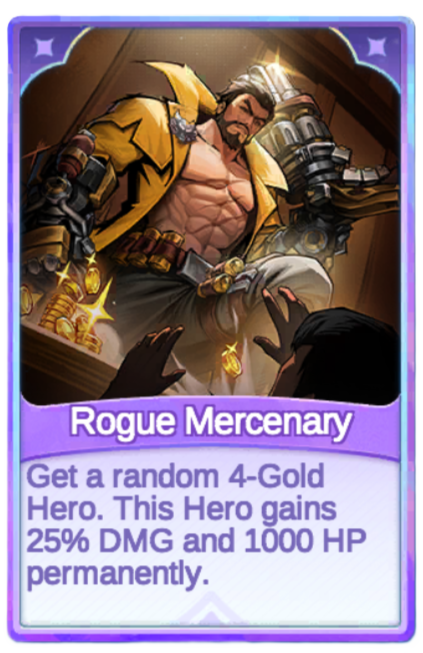 Rogue Mercenary
Get a random 4-Gold
Hero. This Hero gains
25% DMG and 1000 HP
permanently.